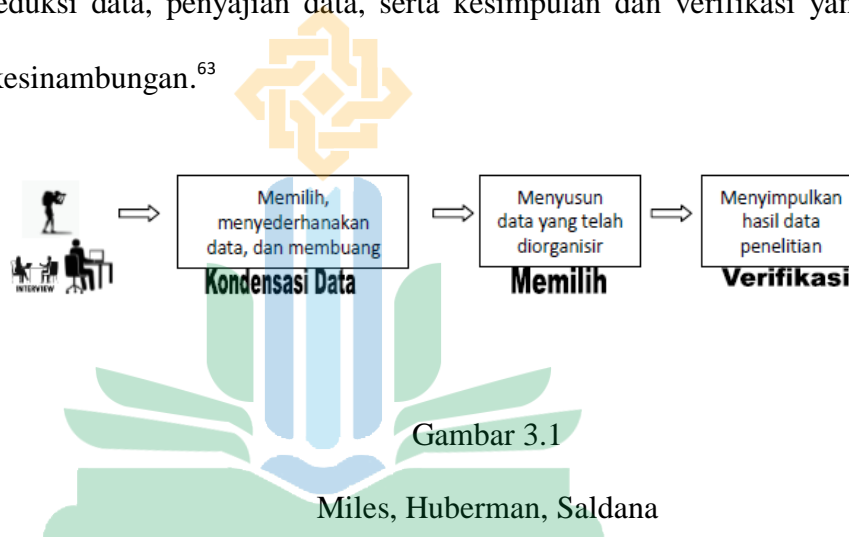 eduksi data, penyajian data, serta kesimpulan dan verifikasi yan
kesinambungan.63
Memilih,
menyederhanakan
data, dan membuang
Kondensasi Data
Menyusun
data yang telah
diorganisir
Memilih
Menyimpulkan
hasil data
penelitian
Verifikasi
INTERVIEW
Gambar 3.1
Miles, Huberman, Saldana